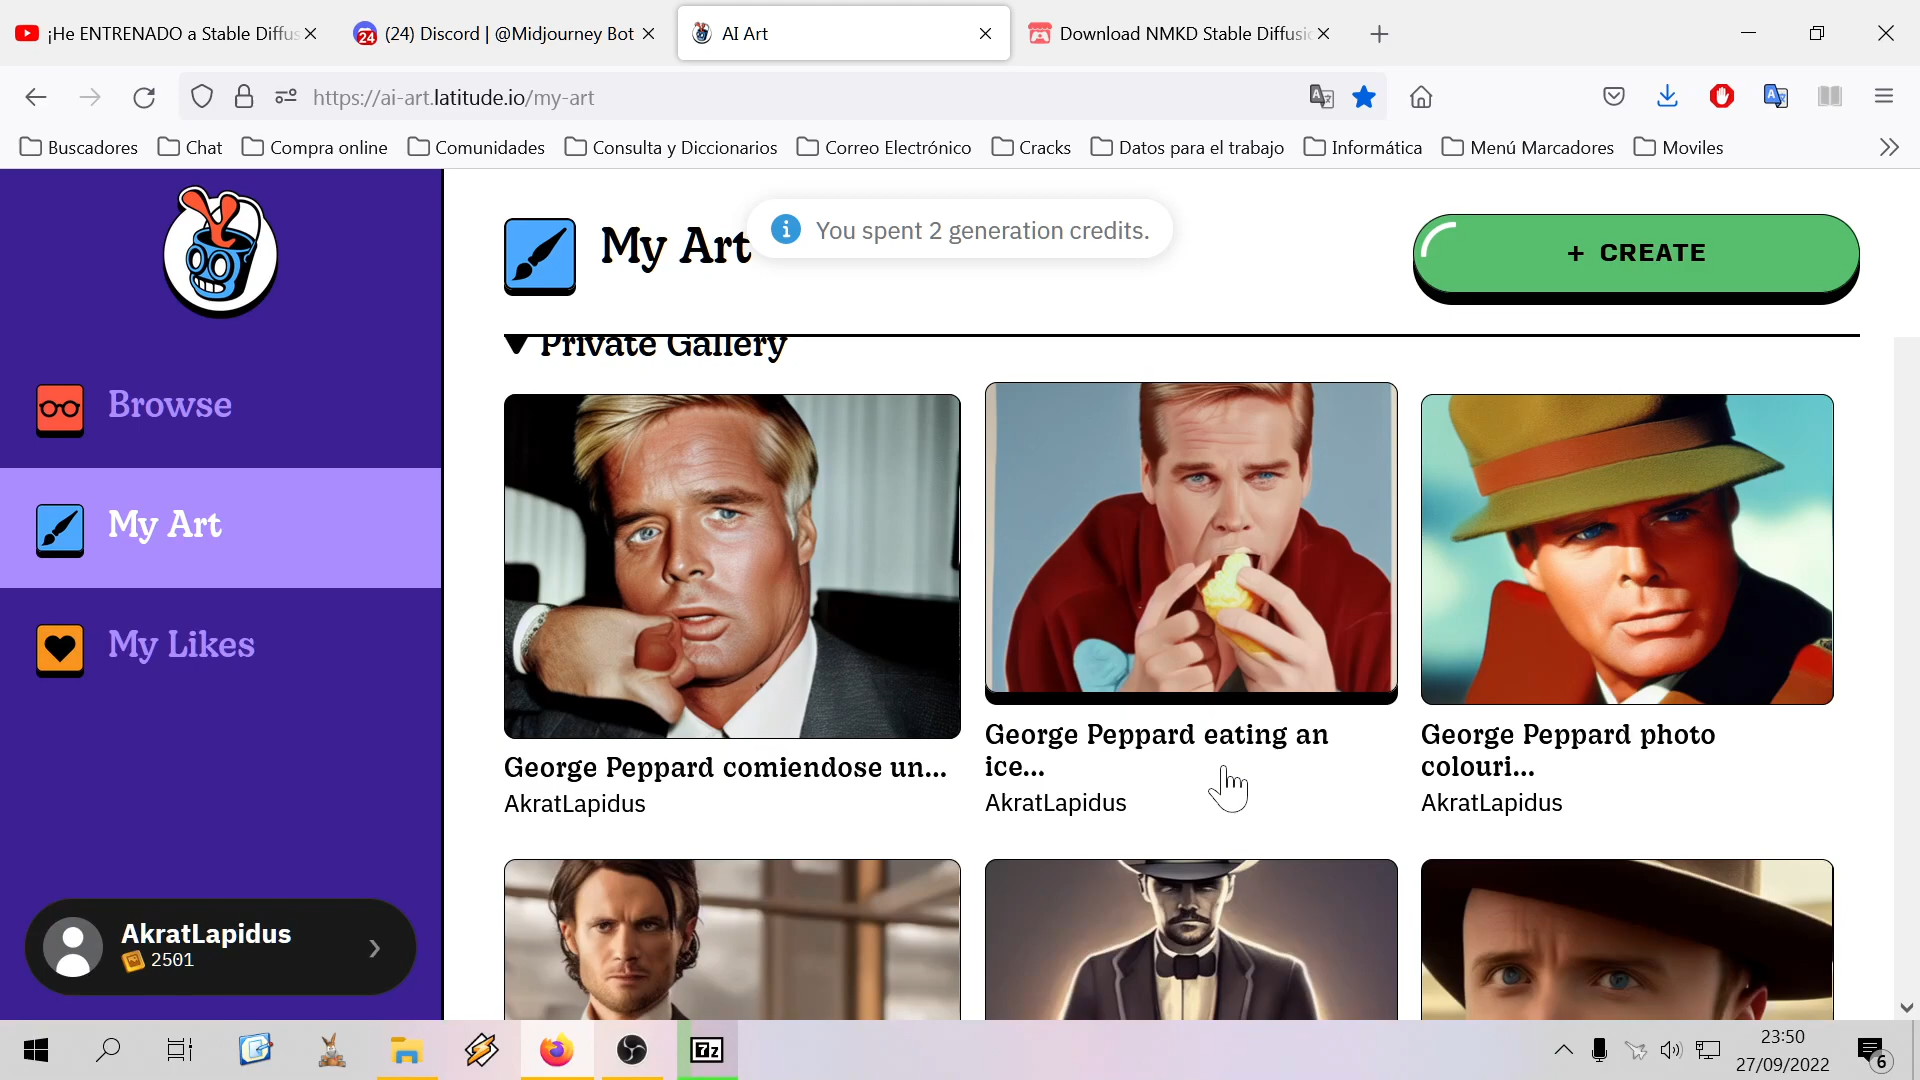 ¡He ENTRENADO a Stable Diffus
(24) Discord | @Midjourney Bot
AI Art
Download NMKD Stable Diffusi
https://ai-art.latitude.io/my-art
Buscadores
Chat
Compra online
Comunidades
Consulta y Diccionarios
Correo Electrónico
Cracks
Datos para el trabajo
Informática
Menú Marcadores
Moviles
My Art
You spent 2 generation credits.
+ CREATE
Browse
My Art
My Likes
Private Gallery
George Peppard comiendose un...
AkratLapidus
George Peppard eating an
ice...
AkratLapidus
George Peppard photo
colouri...
AkratLapidus
AkratLapidus
2501
7z
23:50
27/09/2022
6